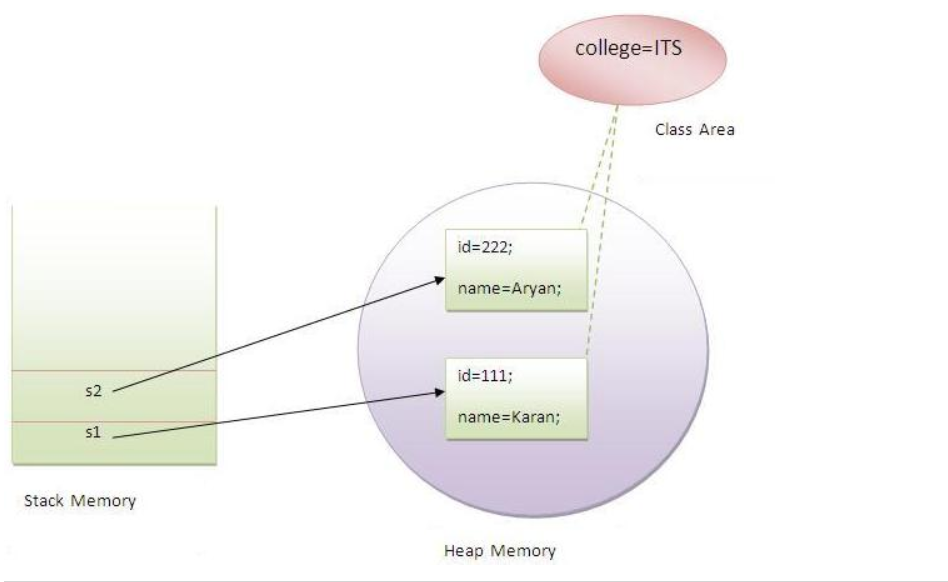 college=ITS
Class Area
id=222;
name=Aryan;
id=111;
name=Karan;
s2
s1
Stack Memory
Heap Memory